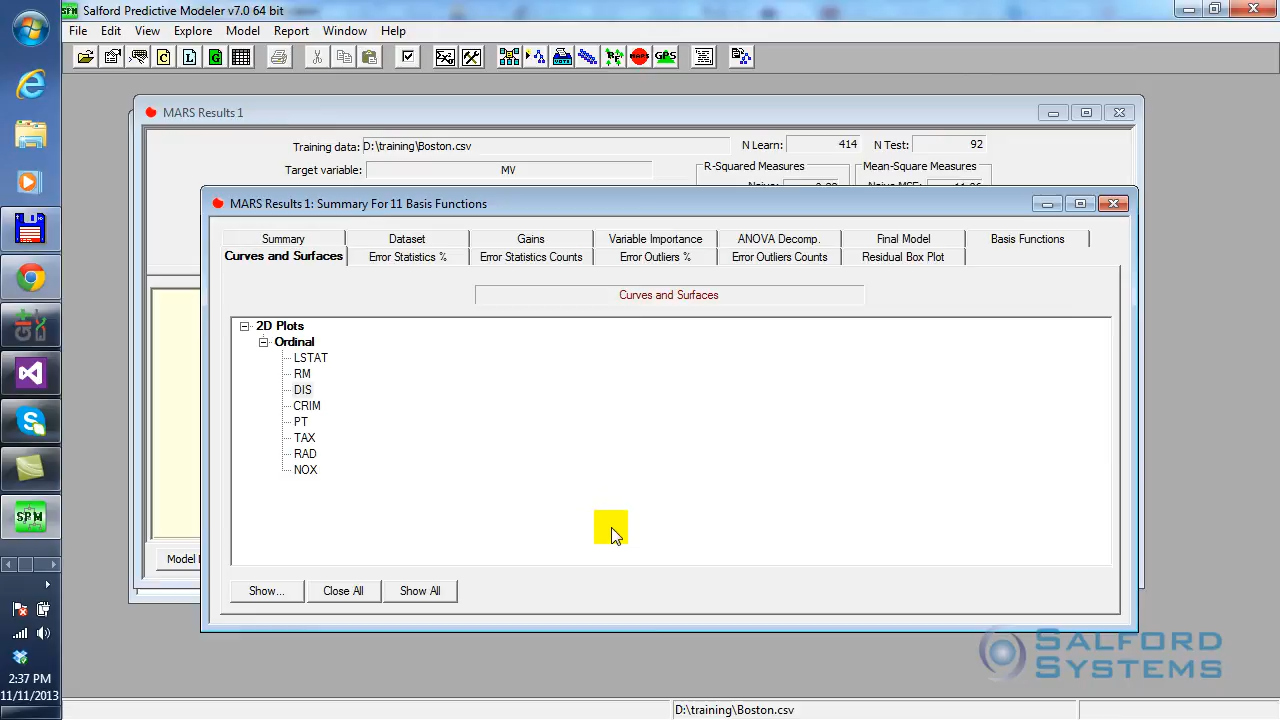 Salford Predictive Modeler v7.0 64 bit
File Edit View Explore Model Report Window Help
MARS Results 1
Training data: D:\training\Boston.csv N Learn: 414 N Test: 92
Target variable: MV R-Squared Measures Mean-Square Measures
MARS Results 1: Summary For 11 Basis Functions
Summary Dataset Gains Variable Importance ANOVA Decomp. Final Model Basis Functions
Curves and Surfaces Error Statistics % Error Statistics Counts Error Outliers % Error Outliers Counts Residual Box Plot
Curves and Surfaces
2D Plots
Ordinal
LSTAT
RM
DIS
CRIM
PT
TAX
RAD
NOX
Model
Show... Close All Show All
SPM
2:37 PM
11/11/2013
SALFORD
SYSTEMS
D:\training\Boston.csv